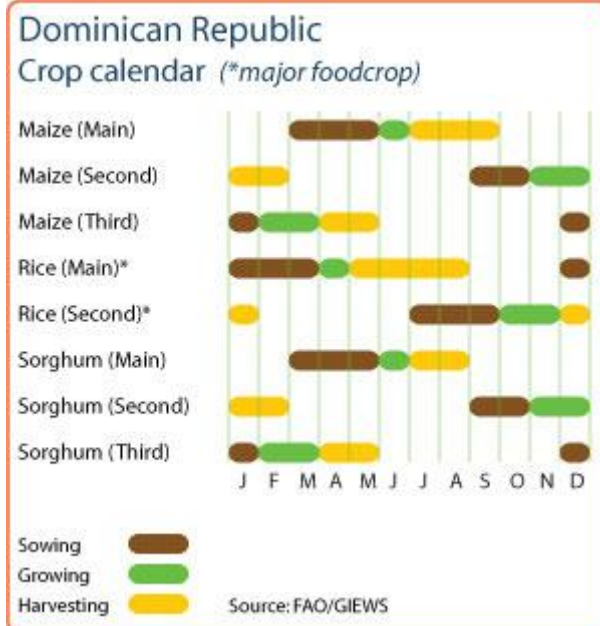 Dominican Republic
Crop calendar (*major foodcrop)
Maize (Main)
Maize (Second)
Maize (Third)
Rice (Main)*
Rice (Second)*
Sorghum (Main)
Sorghum (Second)
Sorghum (Third)
J F M A M J J A S O N D
Sowing
Growing
Harvesting Source: FAO/GIEWS